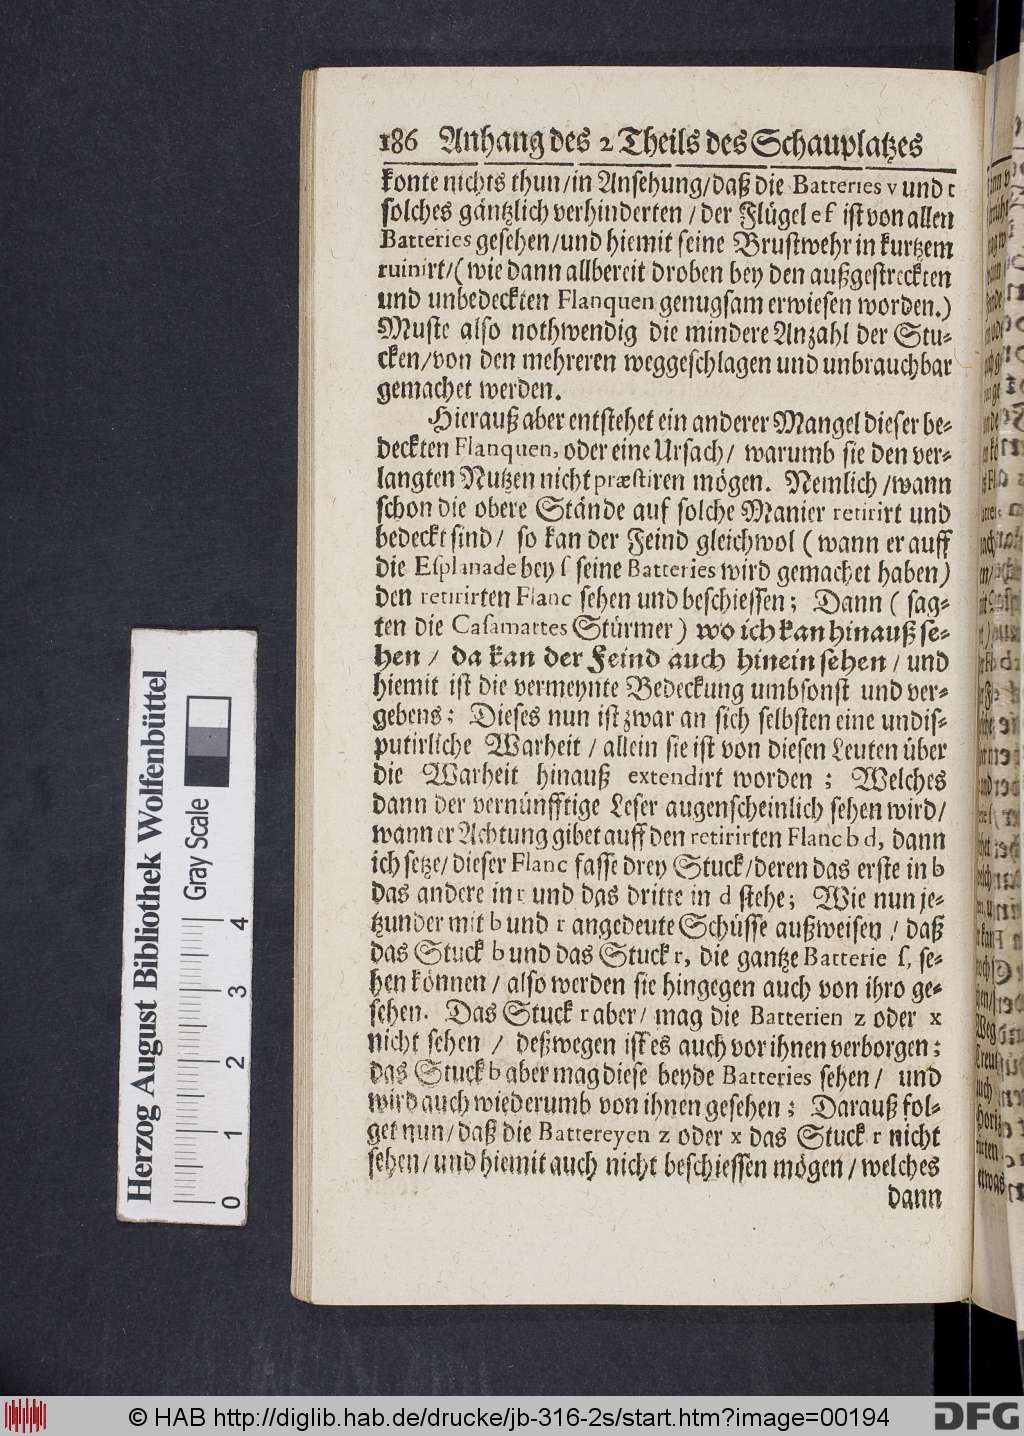 186 Anhang des 2 Theils des Schauplatzes
konte nichts thun/in Ansehung/daß die Batteries v und t
solches gäntzlich verhinderten / der Flügel e f ist von allen
Batteries gesehen/und hiemit seine Brustwehr in kurtzem
ruinirt/(wie dann allbereit droben bey den außgestreckten
und unbedeckten Flanquen genugsam erwiesen worden.)
Muste also nothwendig die mindere Anzahl der Stu-
cken/von den mehreren weggeschlagen und unbrauchbar
gemachet werden.
Hierauß aber entstehet ein anderer Mangel dieser be-
deckten Flanquen, oder eine Ursach/ warumb sie den ver-
langten Nutzen nicht præstiren mögen. Nemlich/wann
schon die obere Stände auf solche Manier retirirt und
bedeckt sind/ so kan der Feind gleichwol (wann er auff
die Esplanade bey ſ seine Batteries wird gemachet haben)
den retirirten Flanc sehen und beschiessen; Dann ( sag-
ten die Casamattes Stürmer) wo ich kan hinauß se-
hen / da kan der Feind auch hinein sehen / und
hiemit ist die vermeynte Bedeckung umbsonst und ver-
gebens; Dieses nun ist zwar an sich selbsten eine undis-
putirliche Warheit / allein sie ist von diesen Leuten über
die Warheit hinauß extendirt worden ; Welches
dann der vernünfftige Leser augenscheinlich sehen wird/
wann er Achtung gibet auff den retirirten Flanc b d, dann
ich setze/dieser Flanc fasse drey Stuck/deren das erste in b
das andere in r und das dritte in d stehe; Wie nun je-
tzunder mit b und r angedeute Schüsse außweisen / daß
das Stuck b und das Stuck r, die gantze Batterie ſ, se-
hen können / also werden sie hingegen auch von ihro ge-
sehen. Das Stuck r aber/ mag die Batterien z oder x
nicht sehen / deßwegen ist es auch vor ihnen verborgen;
das Stuck b aber mag diese beyde Batteries sehen/ und
wird auch wiederumb von ihnen gesehen; Darauß fol-
get nun/daß die Battereyen z oder x das Stuck r nicht
sehen/und hiemit auch nicht beschiessen mögen/welches
dann
Herzog August Bibliothek Wolfenbüttel
Gray Scale
0 1 2 3 4
© HAB http://diglib.hab.de/drucke/jb-316-2s/start.htm?image=00194
DFG